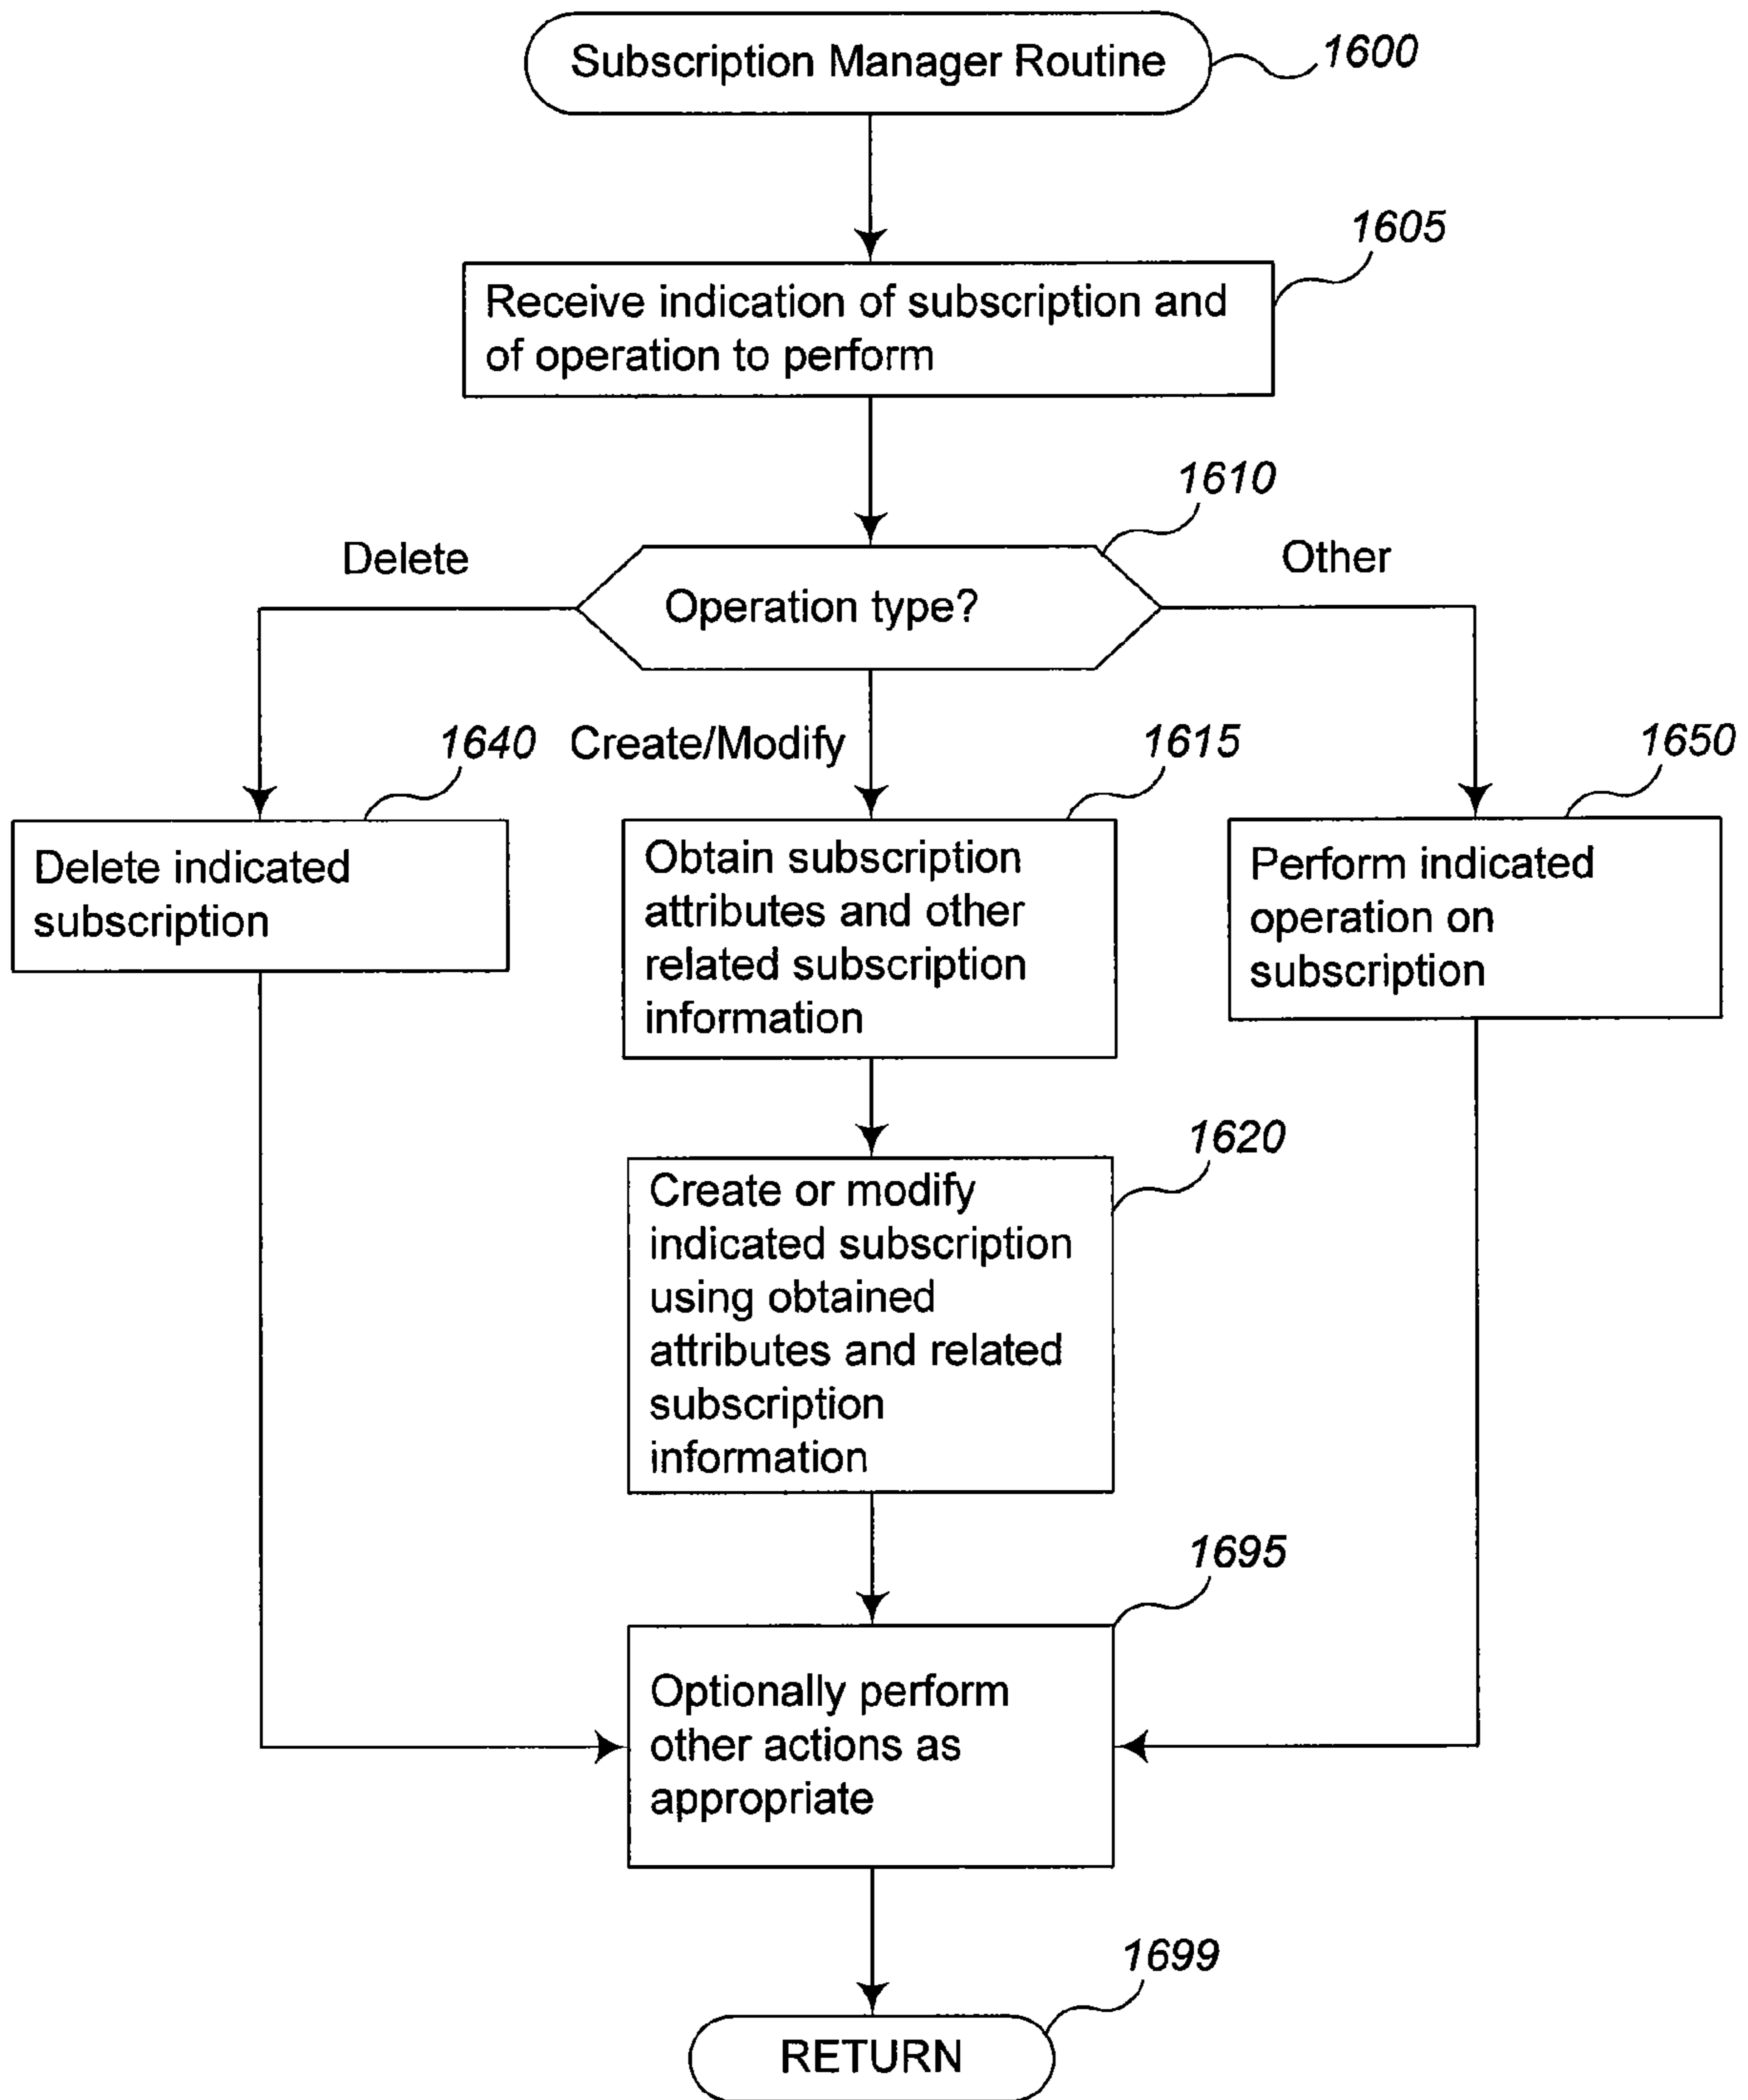 Subscription Manager Routine
1600
1605
Receive indication of subscription and
of operation to perform
1610
Delete
Other
Operation type?
1640
Create/Modify
1615
1650
Delete indicated
subscription
Obtain subscription
attributes and other
related subscription
information
Perform indicated
operation on
subscription
1620
Create or modify
indicated subscription
using obtained
attributes and related
subscription
information
1695
Optionally perform
other actions as
appropriate
1699
RETURN